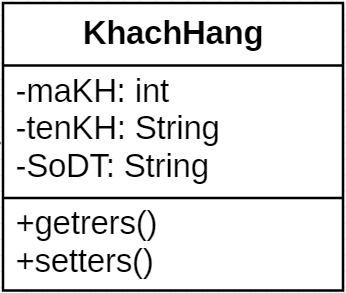 KhachHang
-maKH: int
-tenKH: String
-SoDT: String
+getrers()
+setters()